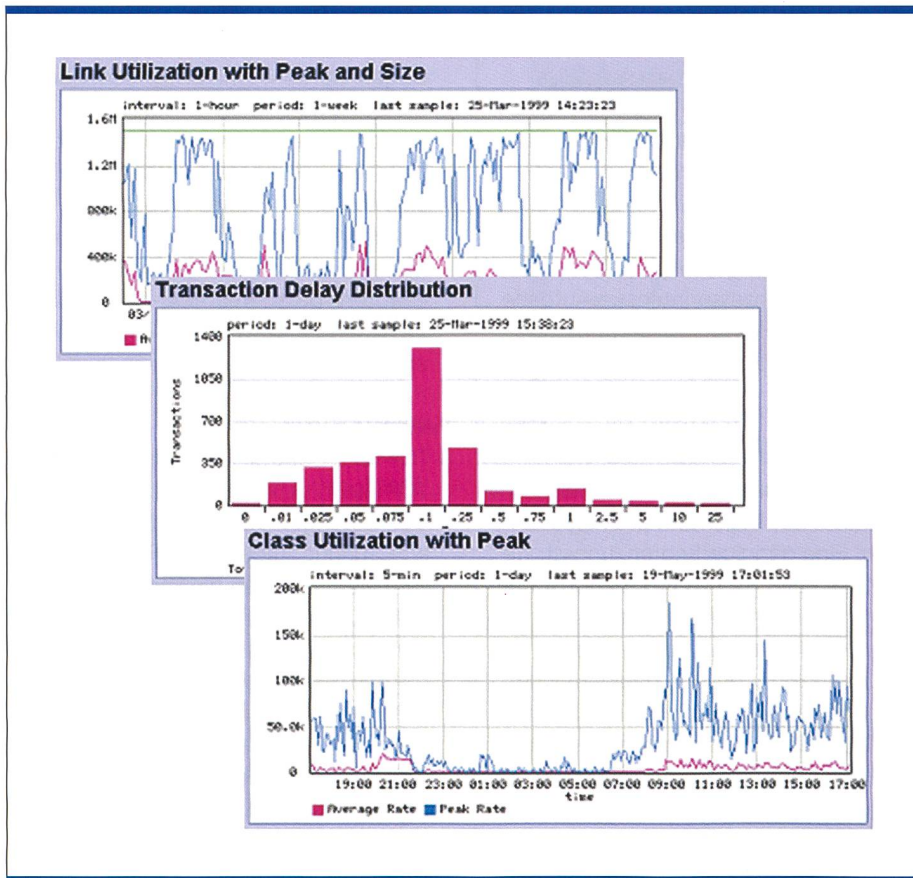 Link Utilization with Peak and Size
interval: 1-hour period: 1-week last sample: 25-Mar-1999 14:23:23
1.6M
1.2M
800k
400k
0
03/
Transaction Delay Distribution
period: 1-day last sample: 25-Mar-1999 15:38:23
1400
1050
700
350
0
Transactions
0 .01 .025 .05 .075 .1 .25 .5 .75 1 2.5 5 10 25
Class Utilization with Peak
interval: 5-min period: 1-day last sample: 19-May-1999 17:01:53
200k
150k
100k
50.0k
0
19:00 21:00 23:00 01:00 03:00 05:00 07:00 09:00 11:00 13:00 15:00 17:00
time
Average Rate Peak Rate